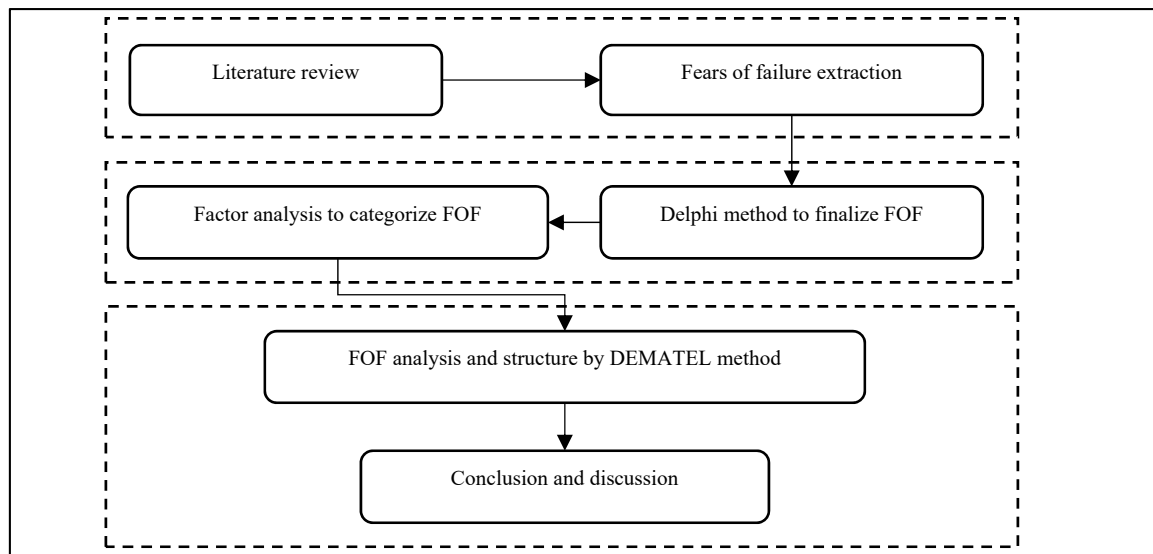 Literature review
Fears of failure extraction
Factor analysis to categorize FOF
Delphi method to finalize FOF
FOF analysis and structure by DEMATEL method
Conclusion and discussion